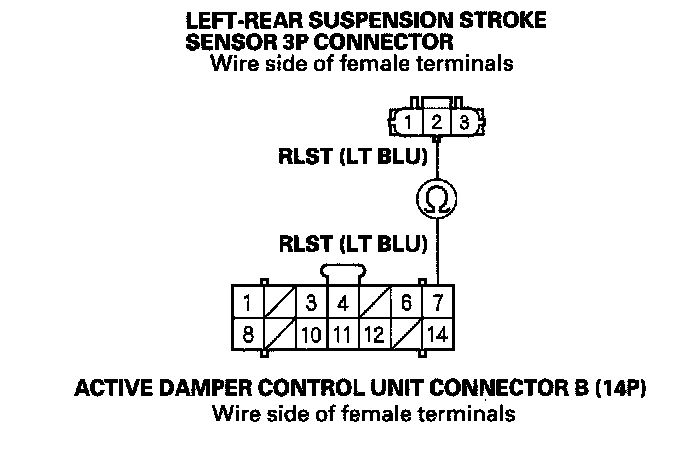 LEFT-REAR SUSPENSION STROKE
SENSOR 3P CONNECTOR
Wire side of female terminals
1 2 3
RLST (LT BLU)
Ω
RLST (LT BLU)
1 3 4 6 7
8 10 11 12 14
ACTIVE DAMPER CONTROL UNIT CONNECTOR B (14P)
Wire side of female terminals